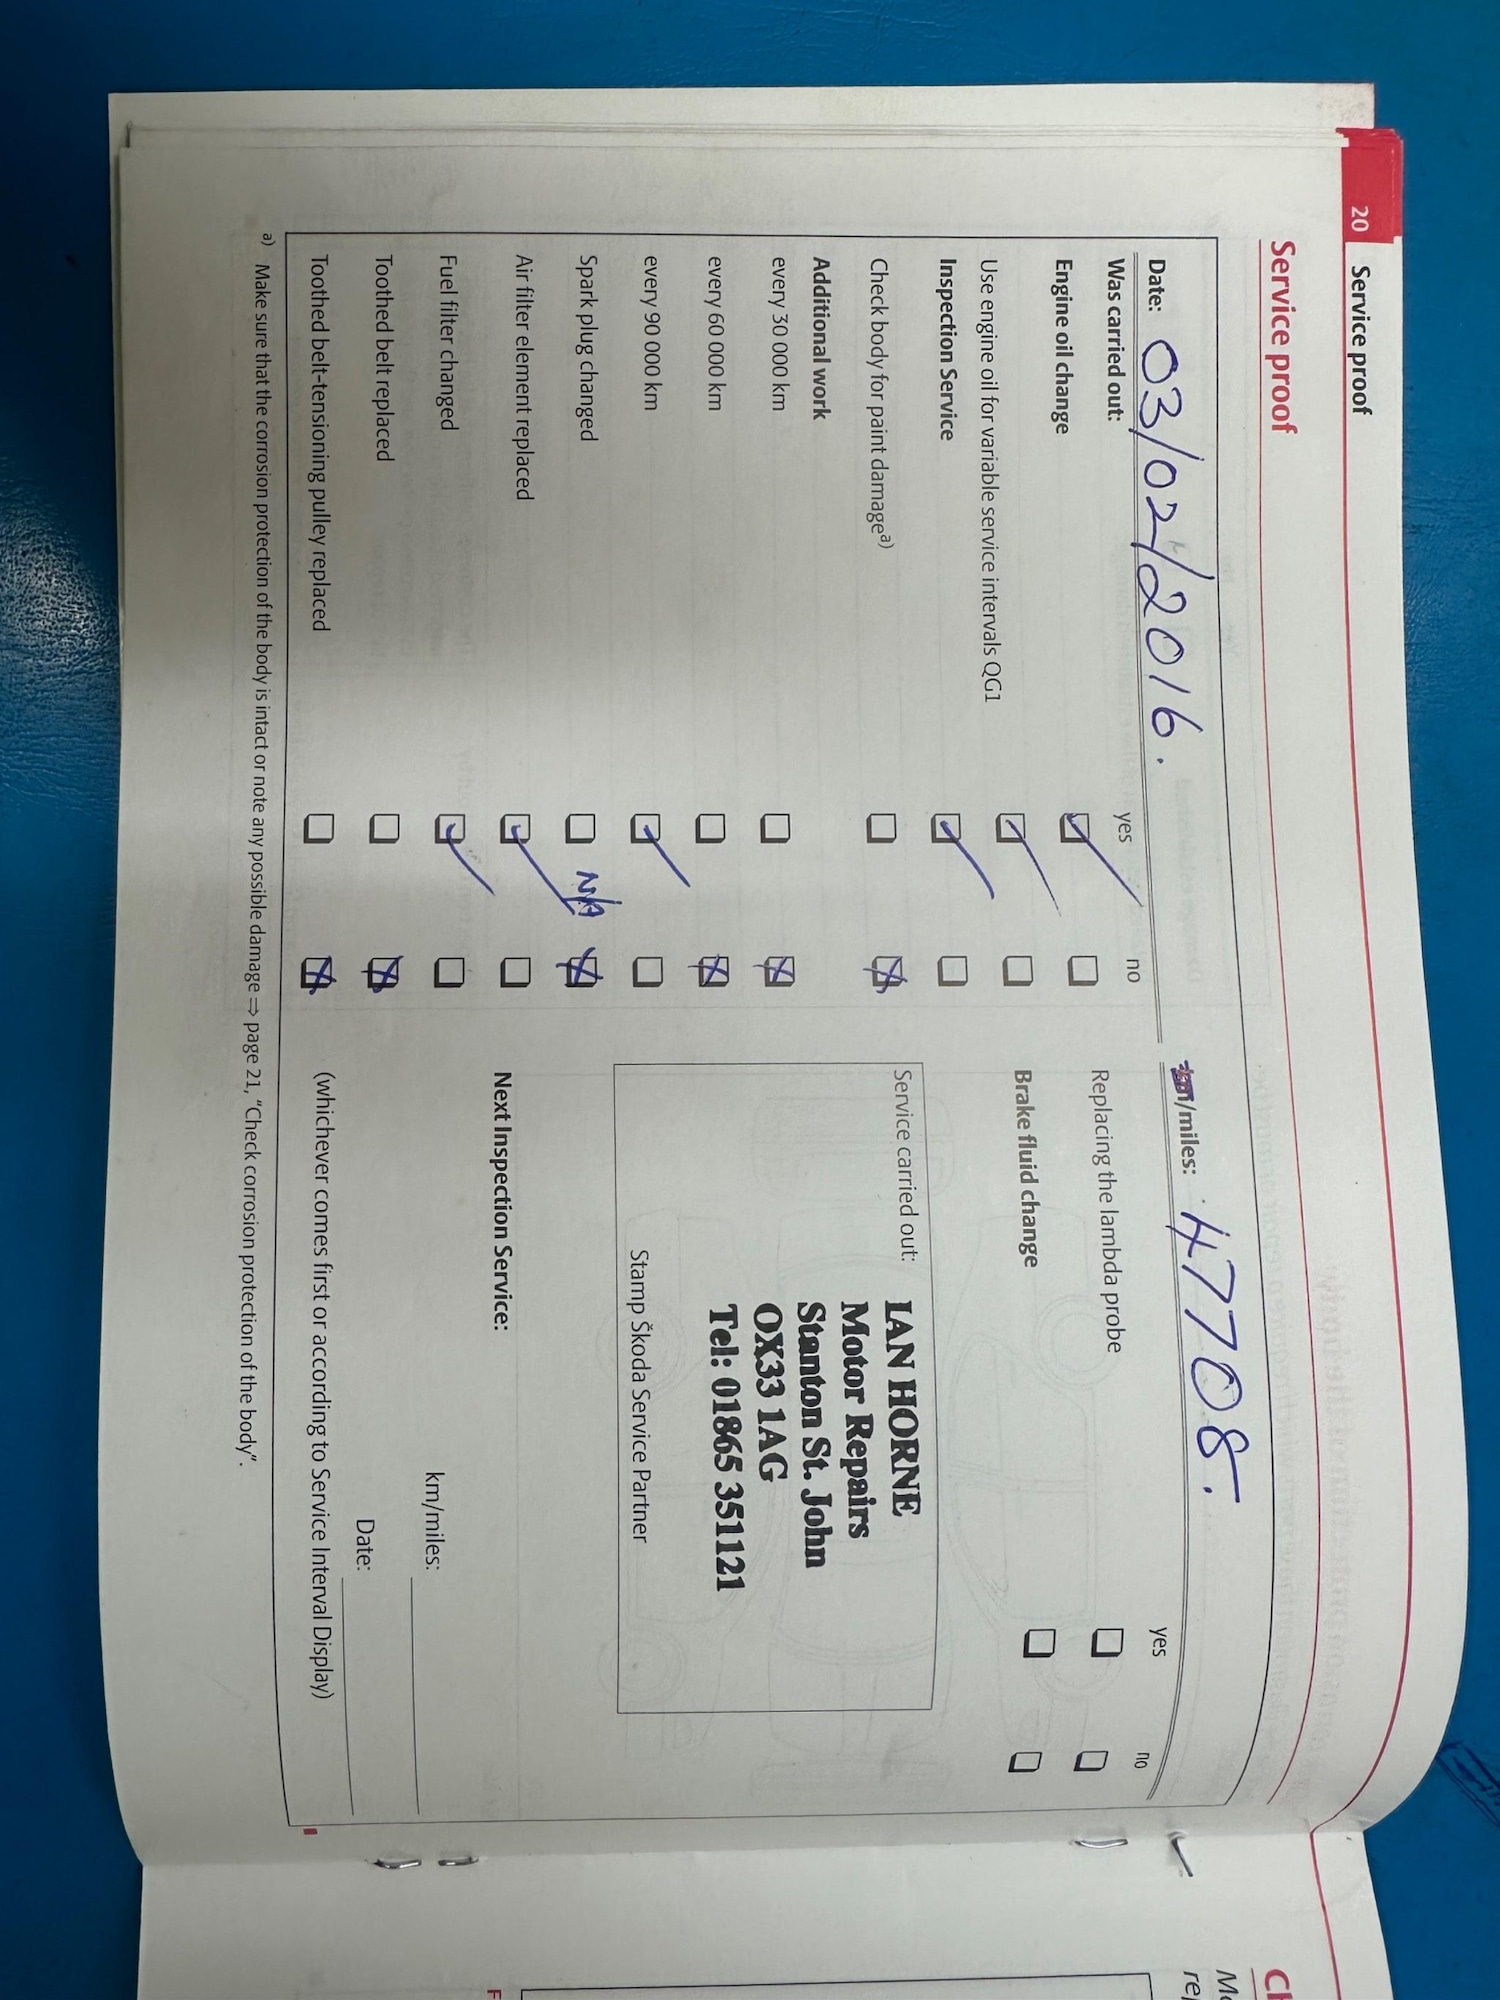 20 Service proof
Service proof
Date: 03/02/2016. km/miles: 47708.
Was carried out: yes no yes no
Engine oil change Replacing the lambda probe
Use engine oil for variable service intervals QG1 Brake fluid change
Inspection Service
Check body for paint damage a)
Additional work
every 30 000 km
every 60 000 km
every 90 000 km
Spark plug changed N/A
Air filter element replaced
Fuel filter changed
Toothed belt replaced
Toothed belt-tensioning pulley replaced
Service carried out:
IAN HORNE
Motor Repairs
Stanton St. John
OX33 1AG
Tel: 01865 351121
Stamp Škoda Service Partner
Next Inspection Service:
km/miles:
Date:
(whichever comes first or according to Service Interval Display)
a) Make sure that the corrosion protection of the body is intact or note any possible damage ⇒ page 21, "Check corrosion protection of the body".